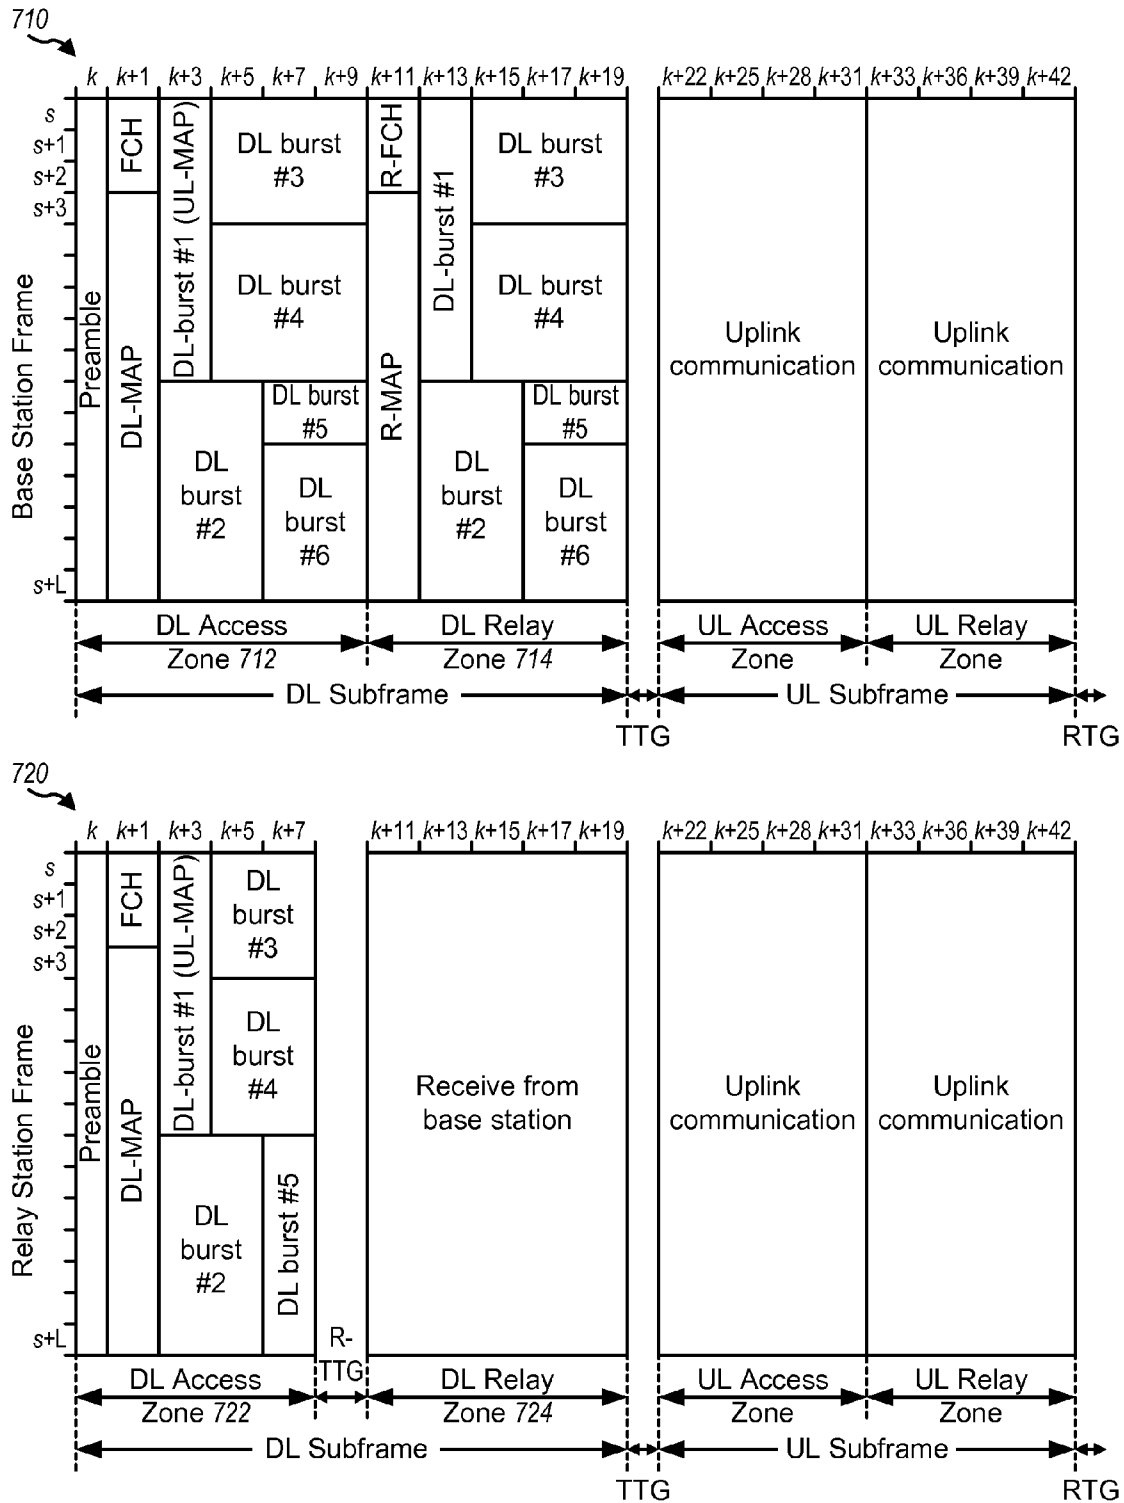 710
k k+1 k+3 k+5 k+7 k+9 k+11 k+13 k+15 k+17 k+19 k+22 k+25 k+28 k+31 k+33 k+36 k+39 k+42
s
s+1
s+2
s+3
s+L
Base Station Frame
Preamble
FCH
DL-MAP
DL-burst #1 (UL-MAP)
DL burst
#3
DL burst
#4
DL
burst
#2
DL burst
#5
DL
burst
#6
R-FCH
R-MAP
DL-burst #1
DL burst
#3
DL burst
#4
DL
burst
#2
DL burst
#5
DL
burst
#6
Uplink
communication
Uplink
communication
DL Access
Zone 712
DL Relay
Zone 714
UL Access
Zone
UL Relay
Zone
DL Subframe
UL Subframe
TTG
RTG
720
k k+1 k+3 k+5 k+7 k+11 k+13 k+15 k+17 k+19 k+22 k+25 k+28 k+31 k+33 k+36 k+39 k+42
s
s+1
s+2
s+3
s+L
Relay Station Frame
Preamble
FCH
DL-MAP
DL-burst #1 (UL-MAP)
DL
burst
#3
DL
burst
#4
DL
burst
#2
DL burst #5
R-
TTG
Receive from
base station
Uplink
communication
Uplink
communication
DL Access
Zone 722
DL Relay
Zone 724
UL Access
Zone
UL Relay
Zone
DL Subframe
UL Subframe
TTG
RTG